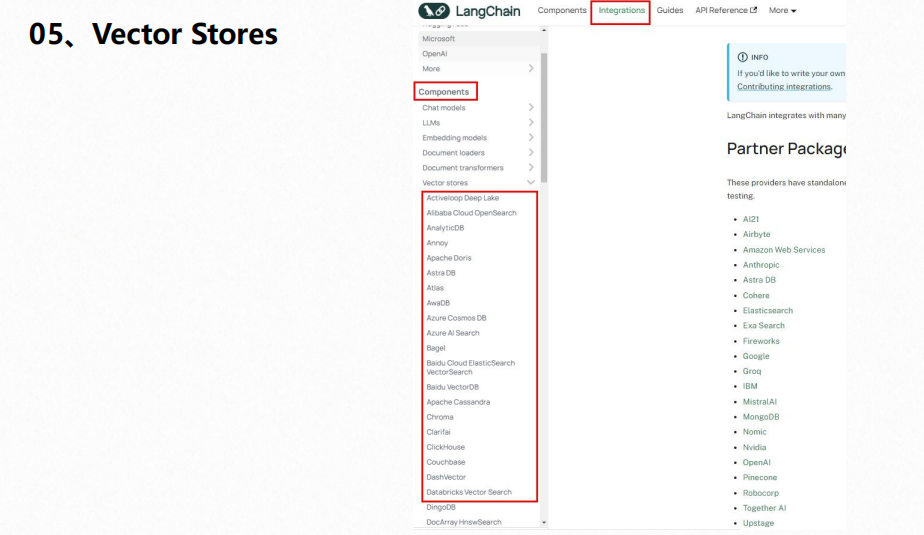 05、Vector Stores
LangChain
Components Integrations Guides API Reference More
Microsoft
OpenAI
More
Components
Chat models
LLMs
Embedding models
Document loaders
Document transformers
Vector stores
Activeloop Deep Lake
Alibaba Cloud OpenSearch
AnalyticDB
Annoy
Apache Doris
Astra DB
Atlas
AwaDB
Azure Cosmos DB
Azure AI Search
Bagel
Baidu Cloud ElasticSearch
VectorSearch
Baidu VectorDB
Apache Cassandra
Chroma
Clarifai
ClickHouse
Couchbase
DashVector
Databricks Vector Search
DingoDB
DocArray HnswSearch
INFO
If you'd like to write your own
Contributing integrations.
LangChain integrates with many
Partner Package
These providers have standalone
testing.
AI21
Airbyte
Amazon Web Services
Anthropic
Astra DB
Cohere
Elasticsearch
Exa Search
Fireworks
Google
Groq
IBM
MistralAI
MongoDB
Nomic
Nvidia
OpenAI
Pinecone
Robocorp
Together AI
Upstage